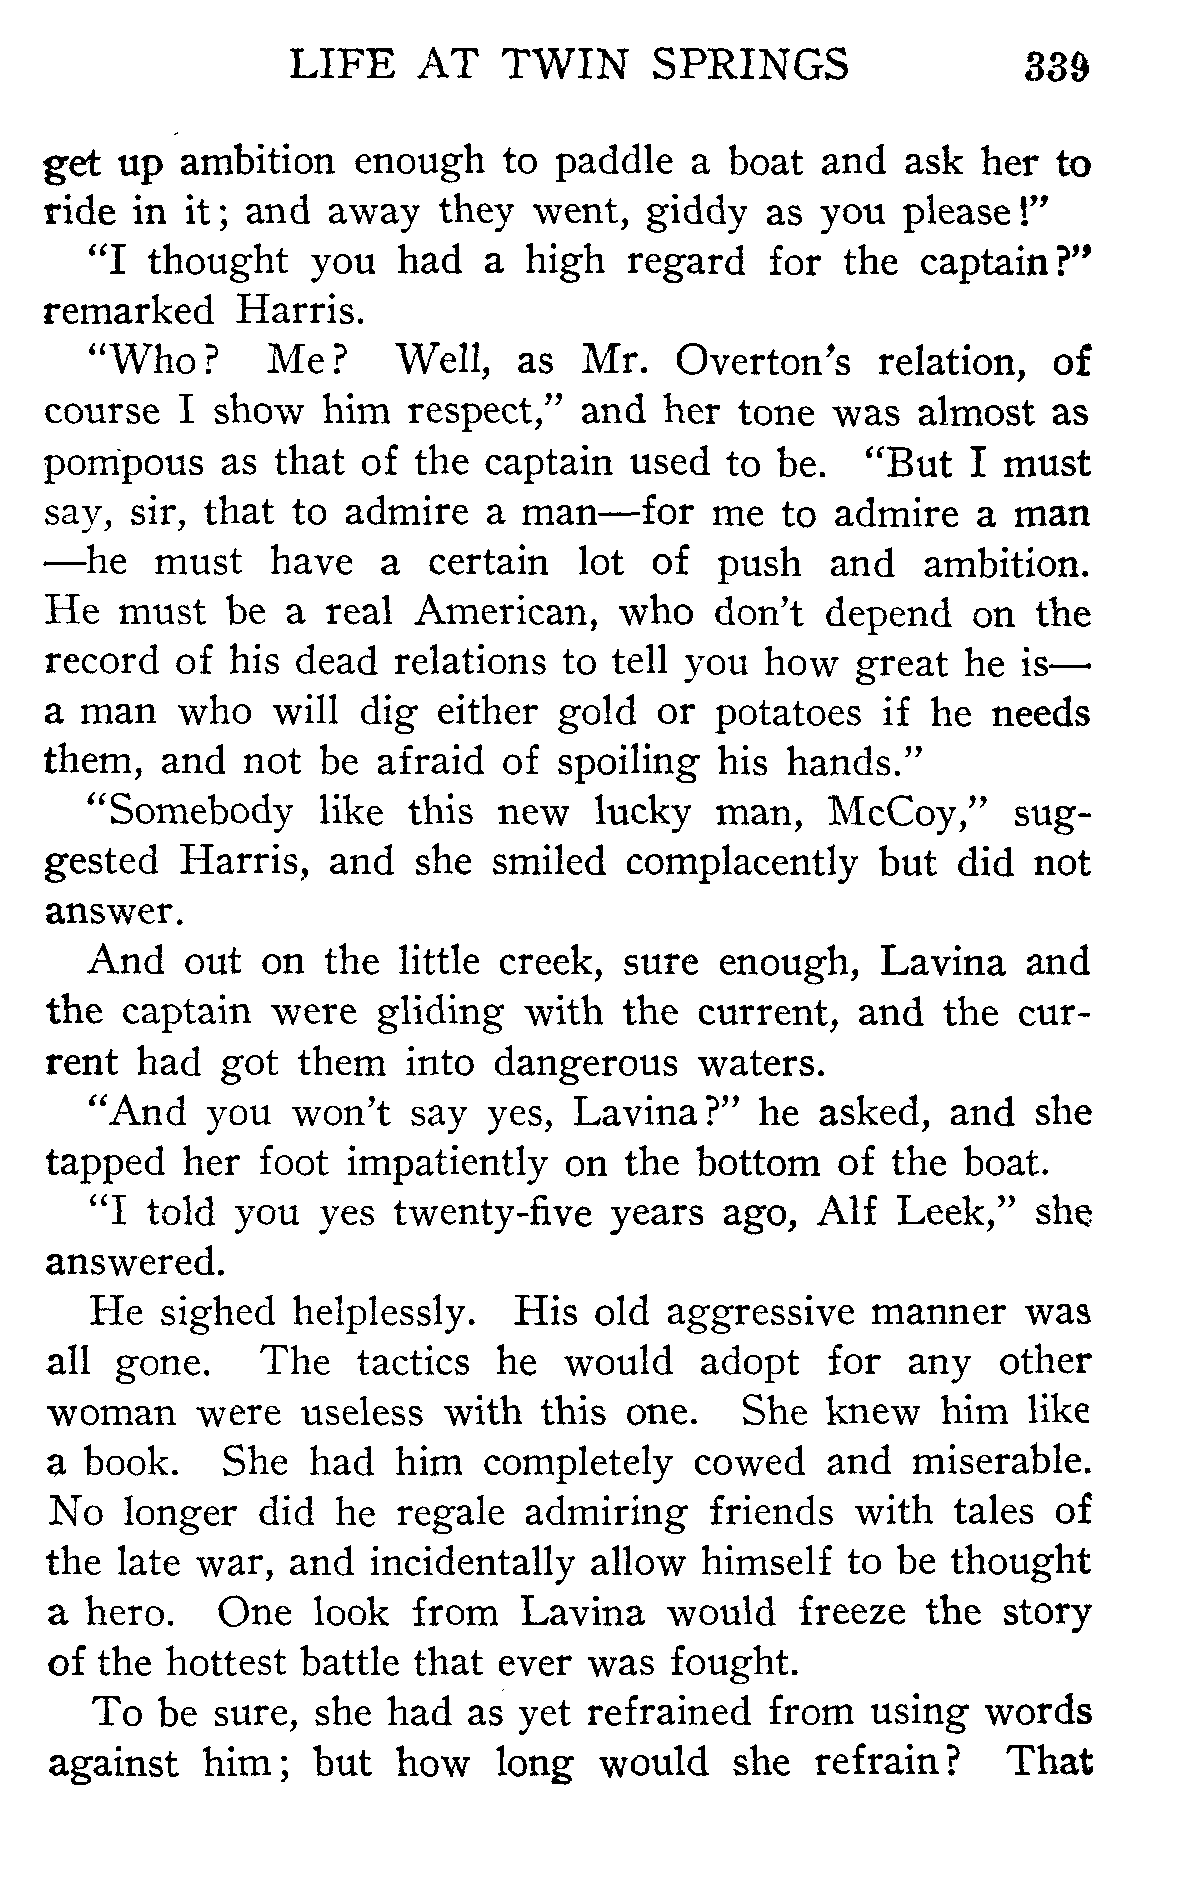 LIFE AT TWIN SPRINGS 339
get up ambition enough to paddle a boat and ask her to
ride in it; and away they went, giddy as you please!”
“I thought you had a high regard for the captain?”
remarked Harris.
“Who? Me? Well, as Mr. Overton’s relation, of
course I show him respect,” and her tone was almost as
pompous as that of the captain used to be. “But I must
say, sir, that to admire a man—for me to admire a man
—he must have a certain lot of push and ambition.
He must be a real American, who don’t depend on the
record of his dead relations to tell you how great he is—
a man who will dig either gold or potatoes if he needs
them, and not be afraid of spoiling his hands.”
“Somebody like this new lucky man, McCoy,” sug-
gested Harris, and she smiled complacently but did not
answer.
And out on the little creek, sure enough, Lavina and
the captain were gliding with the current, and the cur-
rent had got them into dangerous waters.
“And you won’t say yes, Lavina?” he asked, and she
tapped her foot impatiently on the bottom of the boat.
“I told you yes twenty-five years ago, Alf Leek,” she
answered.
He sighed helplessly. His old aggressive manner was
all gone. The tactics he would adopt for any other
woman were useless with this one. She knew him like
a book. She had him completely cowed and miserable.
No longer did he regale admiring friends with tales of
the late war, and incidentally allow himself to be thought
a hero. One look from Lavina would freeze the story
of the hottest battle that ever was fought.
To be sure, she had as yet refrained from using words
against him; but how long would she refrain? That